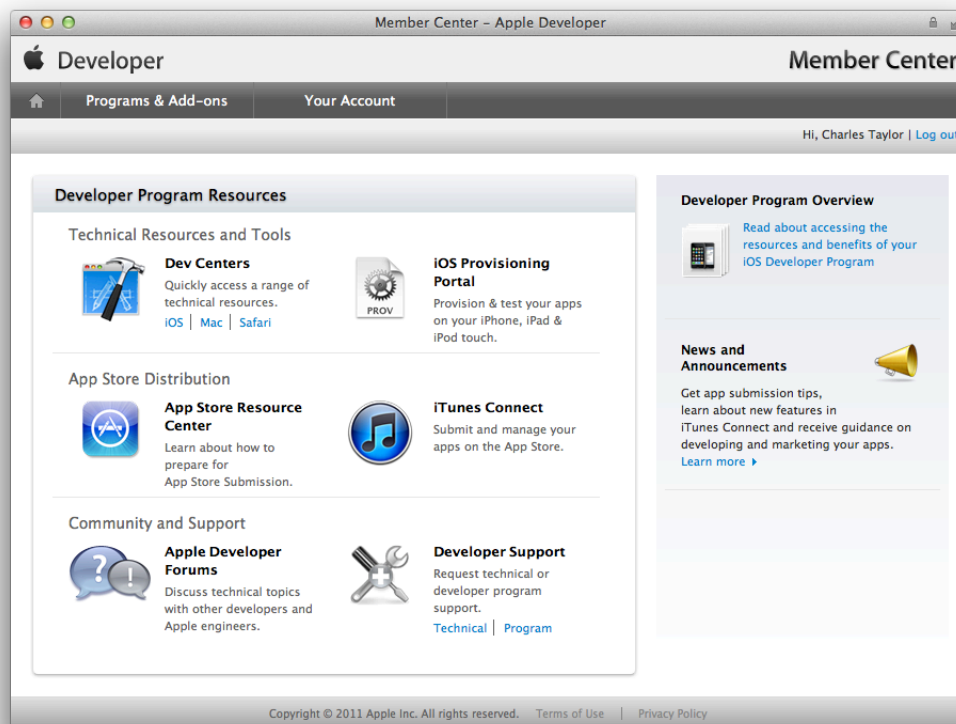 Member Center – Apple Developer
Developer
Member Center
Programs & Add-ons
Your Account
Hi, Charles Taylor | Log out
Developer Program Resources
Technical Resources and Tools
Dev Centers
Quickly access a range of
technical resources.
iOS | Mac | Safari
PROV
iOS Provisioning
Portal
Provision & test your apps
on your iPhone, iPad &
iPod touch.
App Store Distribution
App Store Resource
Center
Learn about how to
prepare for
App Store Submission.
iTunes Connect
Submit and manage your
apps on the App Store.
Community and Support
Apple Developer
Forums
Discuss technical topics
with other developers and
Apple engineers.
Developer Support
Request technical or
developer program
support.
Technical | Program
Developer Program Overview
Read about accessing the
resources and benefits of your
iOS Developer Program
News and
Announcements
Get app submission tips,
learn about new features in
iTunes Connect and receive guidance on
developing and marketing your apps.
Learn more
Copyright © 2011 Apple Inc. All rights reserved. Terms of Use | Privacy Policy